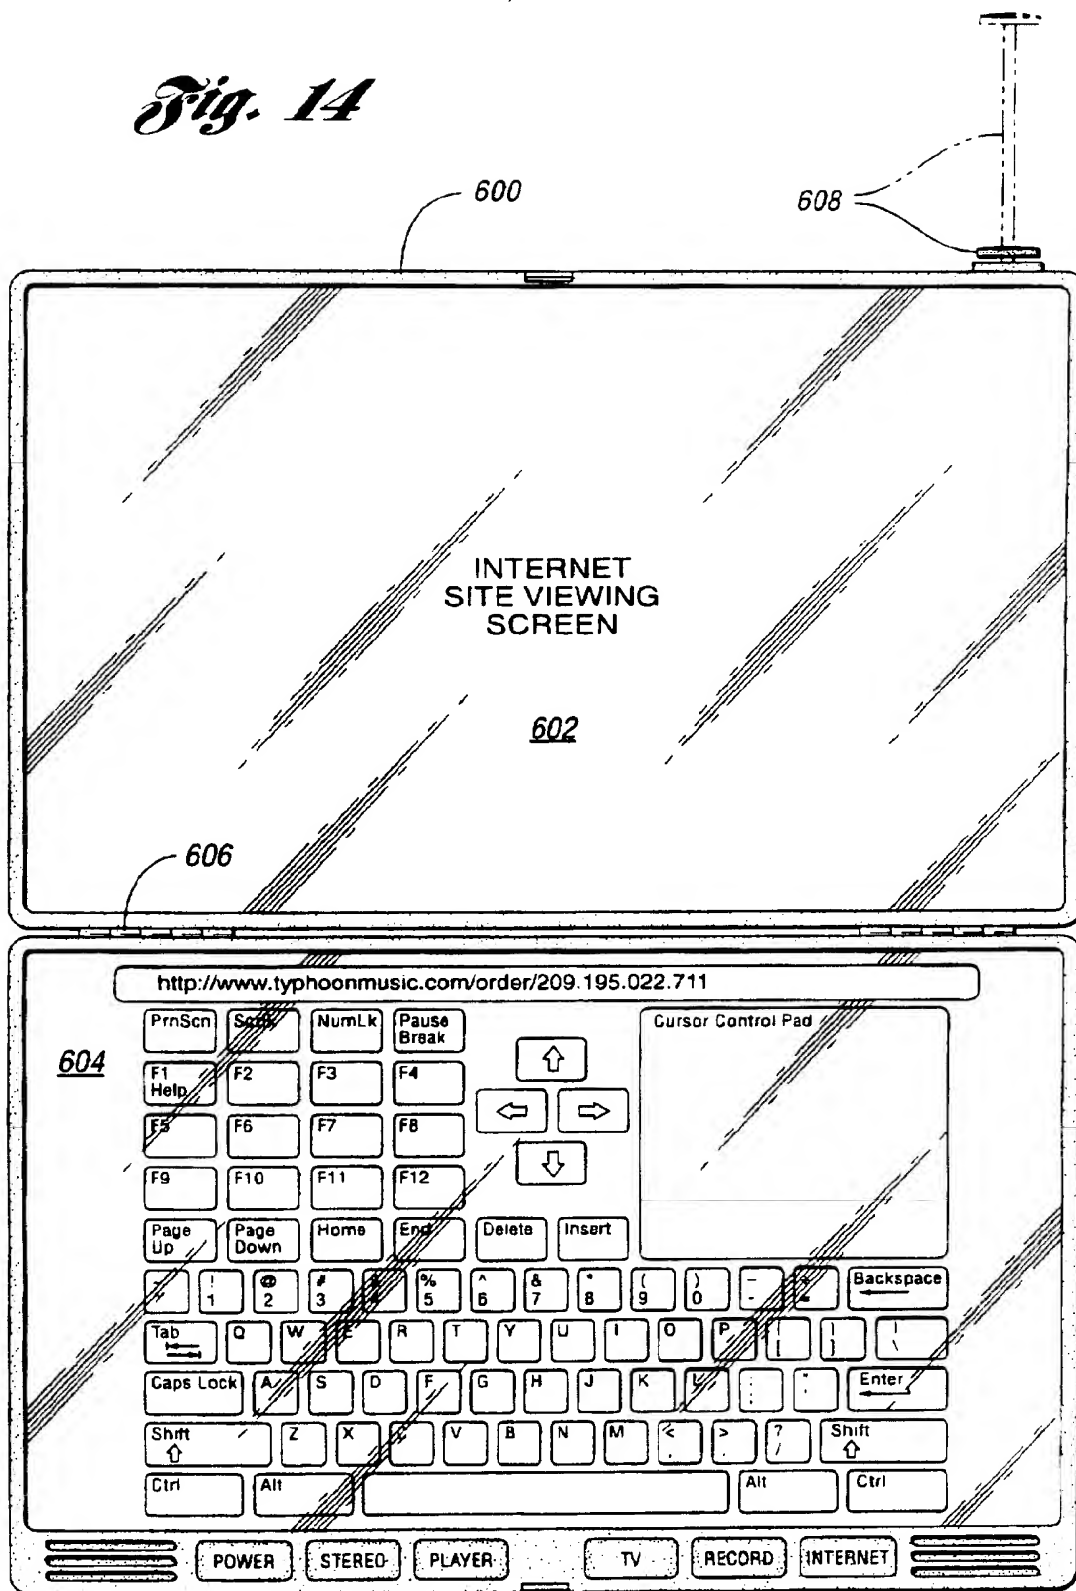 Fig. 14
600
608
INTERNET
SITE VIEWING
SCREEN
602
606
http://www.typhoonmusic.com/order/209.195.022.711
604
PrnScn NumLk Pause Break Cursor Control Pad
F1 Help F2 F3 F4
F5 F6 F7 F8
F9 F10 F11 F12
Page Up Page Down Home End Delete Insert
! 1 @ 2 # 3 $ 4 % 5 ^ 6 & 7 * 8 ( 9 ) 0 _ - + = Backspace
Tab Q W E R T Y U I O P { [ } ] | \
Caps Lock A S D F G H J K L : ; " ' Enter
Shift Z X C V B N M < , > . ? / Shift
Ctrl Alt Alt Ctrl
POWER STEREO PLAYER TV RECORD INTERNET